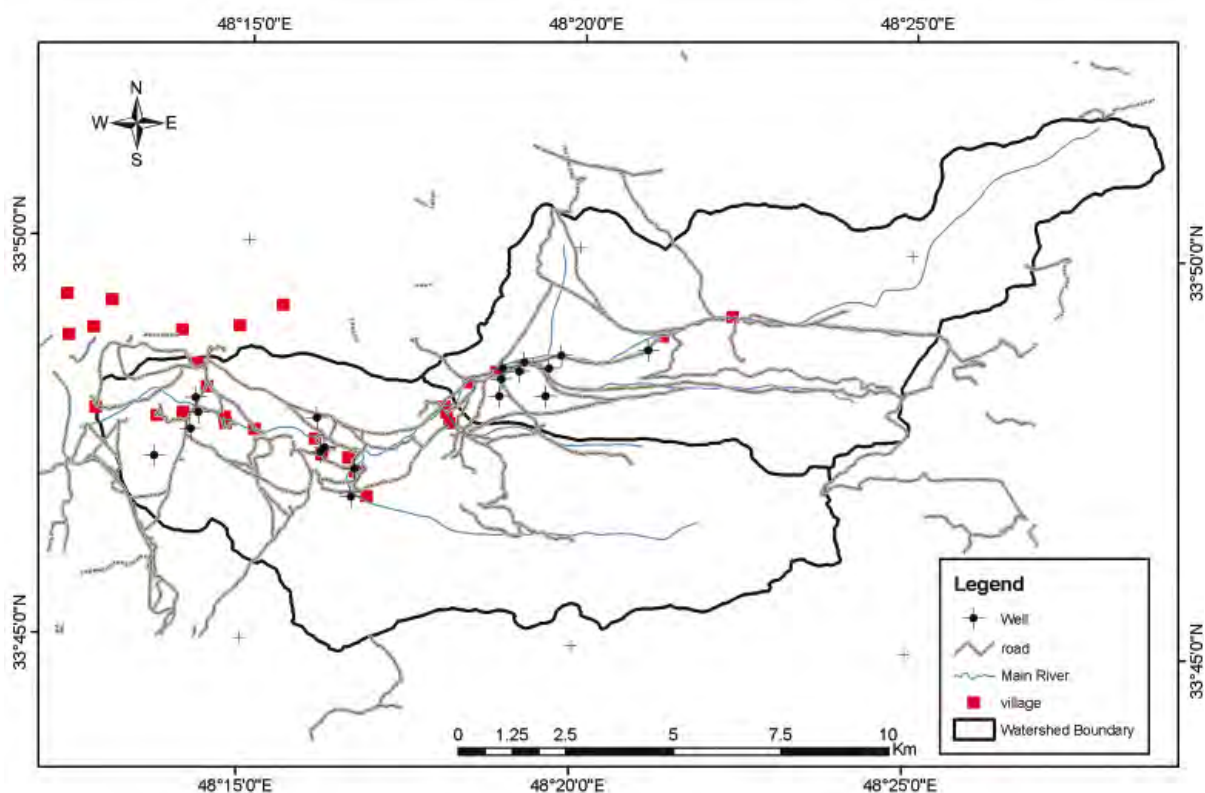 48°15'0"E 48°20'0"E 48°25'0"E
N
W E
S
33°50'0"N
33°50'0"N
33°45'0"N
33°45'0"N
Legend
Well
road
Main River
village
Watershed Boundary
0 1.25 2.5 5 7.5 10
Km
48°15'0"E 48°20'0"E 48°25'0"E